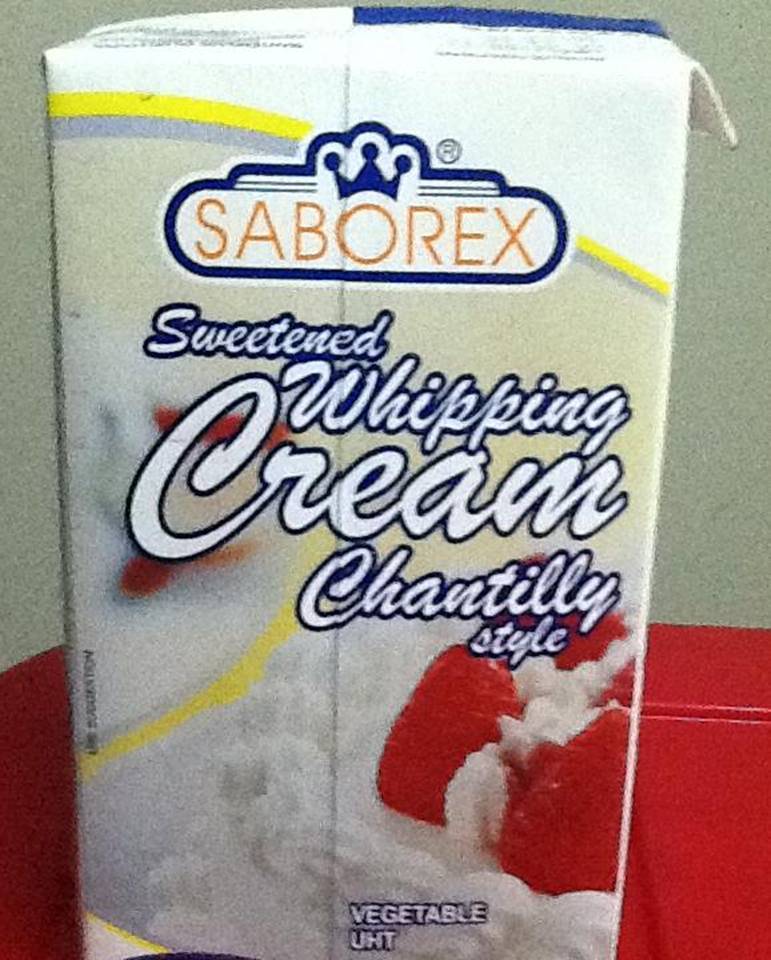 SABOREX ®
Sweetened
Whipping
Cream
Chantilly
style
VEGETABLE
UHT